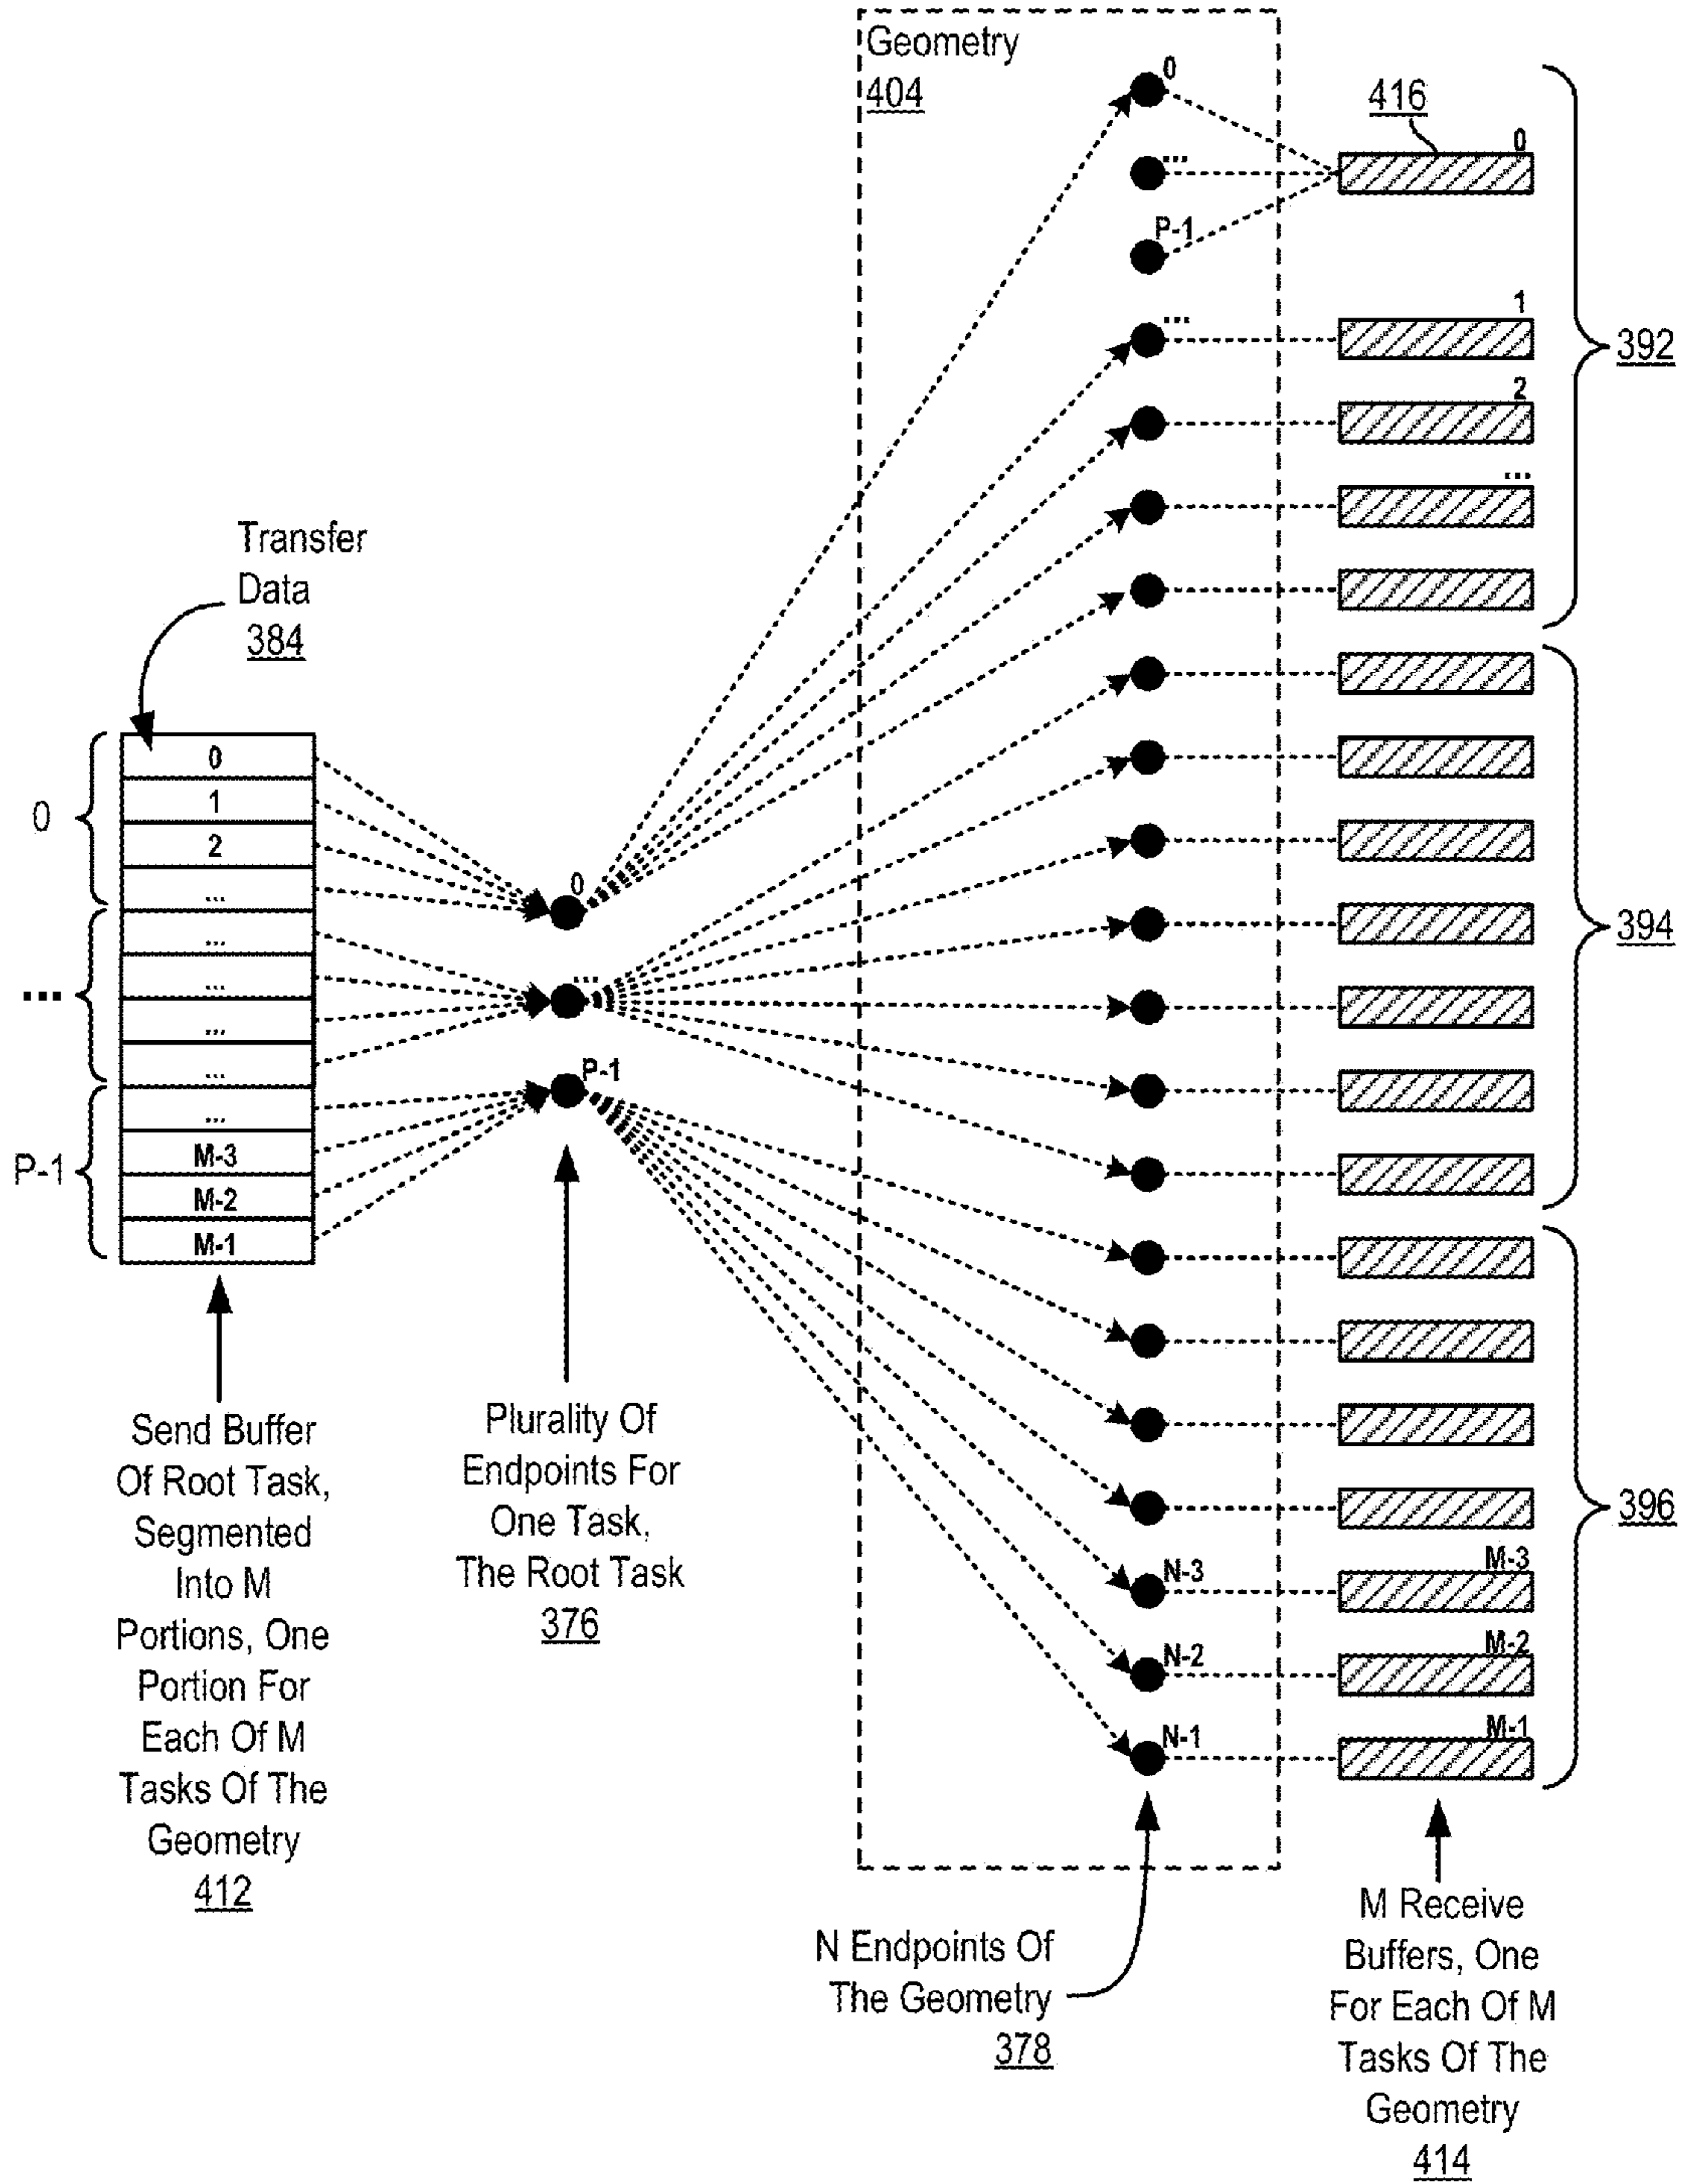 Geometry
404
0
...
P-1
...
416
0
1
2
...
392
394
396
Transfer
Data
384
0
...
P-1
0
1
2
...
...
...
...
...
...
M-3
M-2
M-1
0
...
P-1
N-3
N-2
N-1
M-3
M-2
M-1
Send Buffer
Of Root Task,
Segmented
Into M
Portions, One
Portion For
Each Of M
Tasks Of The
Geometry
412
Plurality Of
Endpoints For
One Task,
The Root Task
376
N Endpoints Of
The Geometry
378
M Receive
Buffers, One
For Each Of M
Tasks Of The
Geometry
414